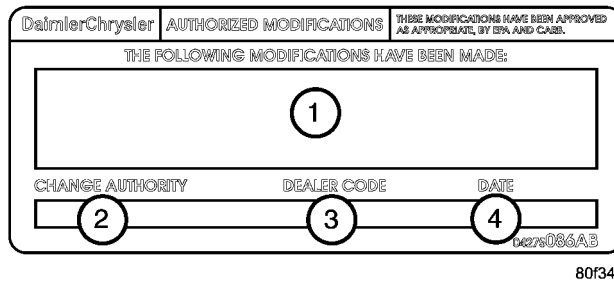 DaimlerChrysler AUTHORIZED MODIFICATIONS THESE MODIFICATIONS HAVE BEEN APPROVED
AS APPROPRIATE, BY EPA AND CARB.
THE FOLLOWING MODIFICATIONS HAVE BEEN MADE:
1
CHANGE AUTHORITY DEALER CODE DATE
2 3 4
04275086AB
80f34